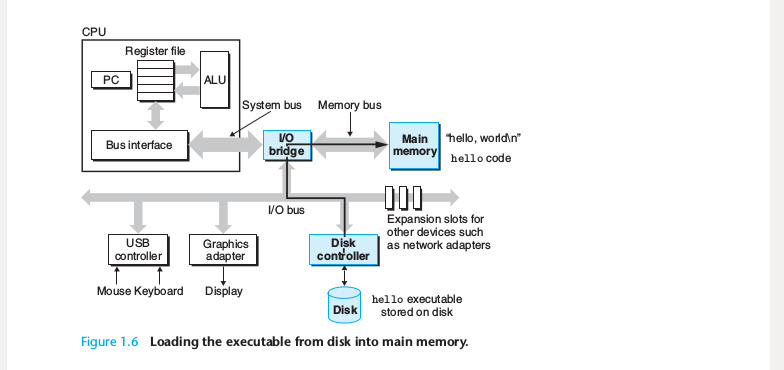 CPU
Register file
PC
ALU
System bus
Memory bus
Bus interface
I/O
bridge
Main
memory
“hello, world\n”
hello code
I/O bus
Expansion slots for
other devices such
as network adapters
USB
controller
Graphics
adapter
Disk
controller
Mouse Keyboard
Display
Disk
hello executable
stored on disk
Figure 1.6 Loading the executable from disk into main memory.